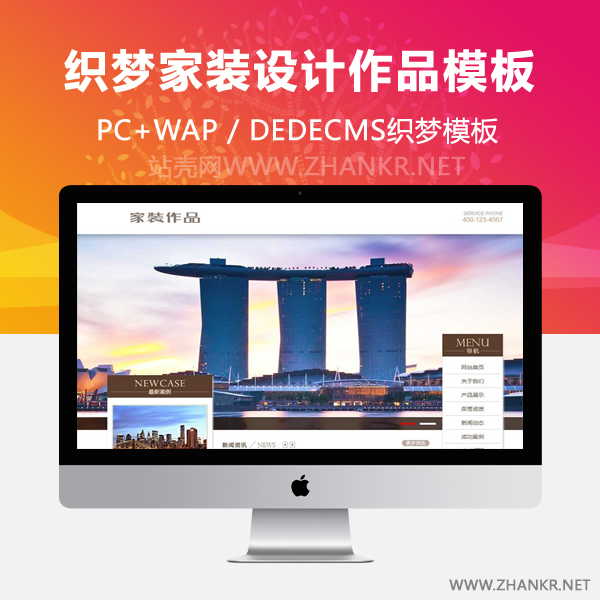 织梦家装设计作品模板
PC+WAP / DEDECMS织梦模板
站壳网WWW.ZHANKR.NET
家装作品
SERVICE PHONE
400-123-4567
MENU
导航
网站首页
关于我们
产品展示
荣誉资质
新闻动态
成功案例
NEWCASE
最新案例
新闻资讯 / NEWS
更多资讯
WWW.ZHANKR.NET